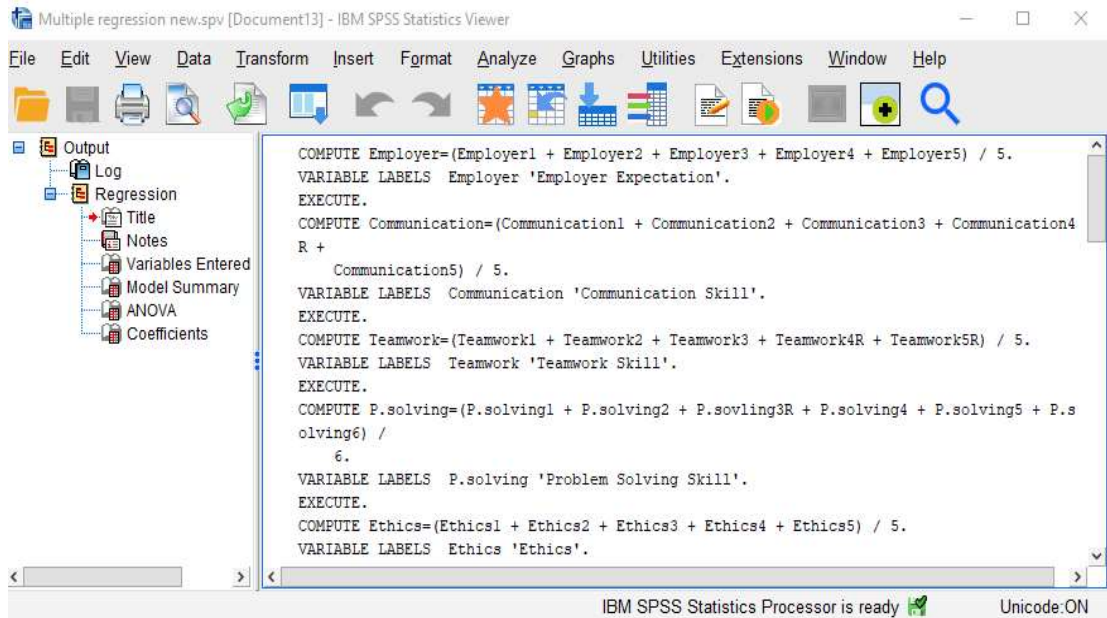 Multiple regression new.spv [Document13] - IBM SPSS Statistics Viewer
File Edit View Data Transform Insert Format Analyze Graphs Utilities Extensions Window Help
Output
Log
Regression
Title
Notes
Variables Entered
Model Summary
ANOVA
Coefficients
COMPUTE Employer=(Employer1 + Employer2 + Employer3 + Employer4 + Employer5) / 5.
VARIABLE LABELS Employer 'Employer Expectation'.
EXECUTE.
COMPUTE Communication=(Communication1 + Communication2 + Communication3 + Communication4
R +
Communication5) / 5.
VARIABLE LABELS Communication 'Communication Skill'.
EXECUTE.
COMPUTE Teamwork=(Teamwork1 + Teamwork2 + Teamwork3 + Teamwork4R + Teamwork5R) / 5.
VARIABLE LABELS Teamwork 'Teamwork Skill'.
EXECUTE.
COMPUTE P.solving=(P.solving1 + P.solving2 + P.sovling3R + P.solving4 + P.solving5 + P.s
olving6) /
6.
VARIABLE LABELS P.solving 'Problem Solving Skill'.
EXECUTE.
COMPUTE Ethics=(Ethics1 + Ethics2 + Ethics3 + Ethics4 + Ethics5) / 5.
VARIABLE LABELS Ethics 'Ethics'.
IBM SPSS Statistics Processor is ready Unicode:ON